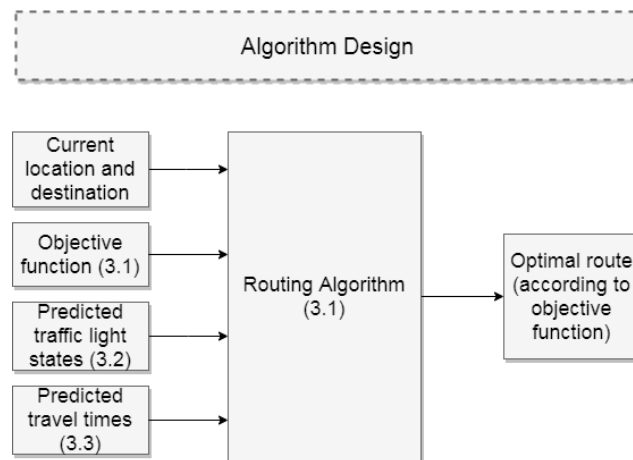 Algorithm Design
Current
location and
destination
Objective
function (3.1)
Predicted
traffic light
states (3.2)
Predicted
travel times
(3.3)
Routing Algorithm
(3.1)
Optimal route
(according to
objective
function)